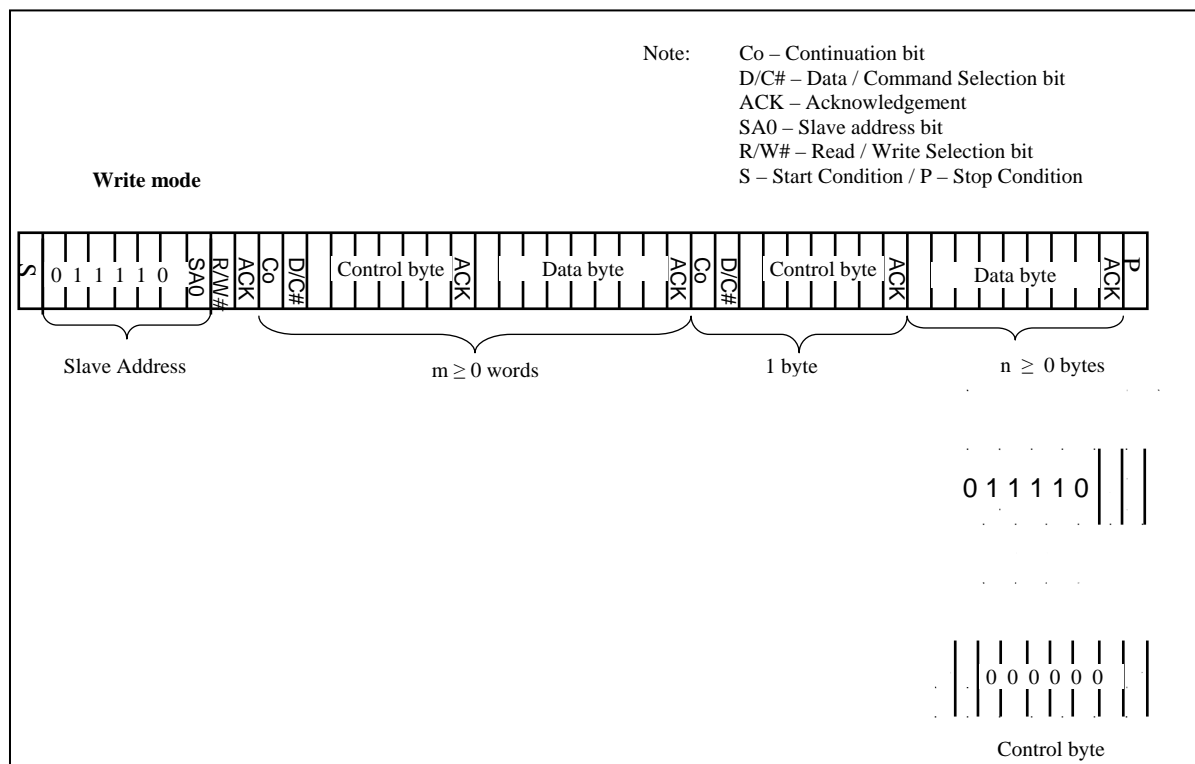 Note: Co – Continuation bit
D/C# – Data / Command Selection bit
ACK – Acknowledgement
SA0 – Slave address bit
R/W# – Read / Write Selection bit
S – Start Condition / P – Stop Condition
Write mode
S 0 1 1 1 1 0 SA0 R/W# ACK Co D/C# Control byte ACK Data byte ACK Co D/C# Control byte ACK Data byte ACK P
Slave Address m ≥ 0 words 1 byte n ≥ 0 bytes
0 1 1 1 1 0
0 0 0 0 0 0
Control byte